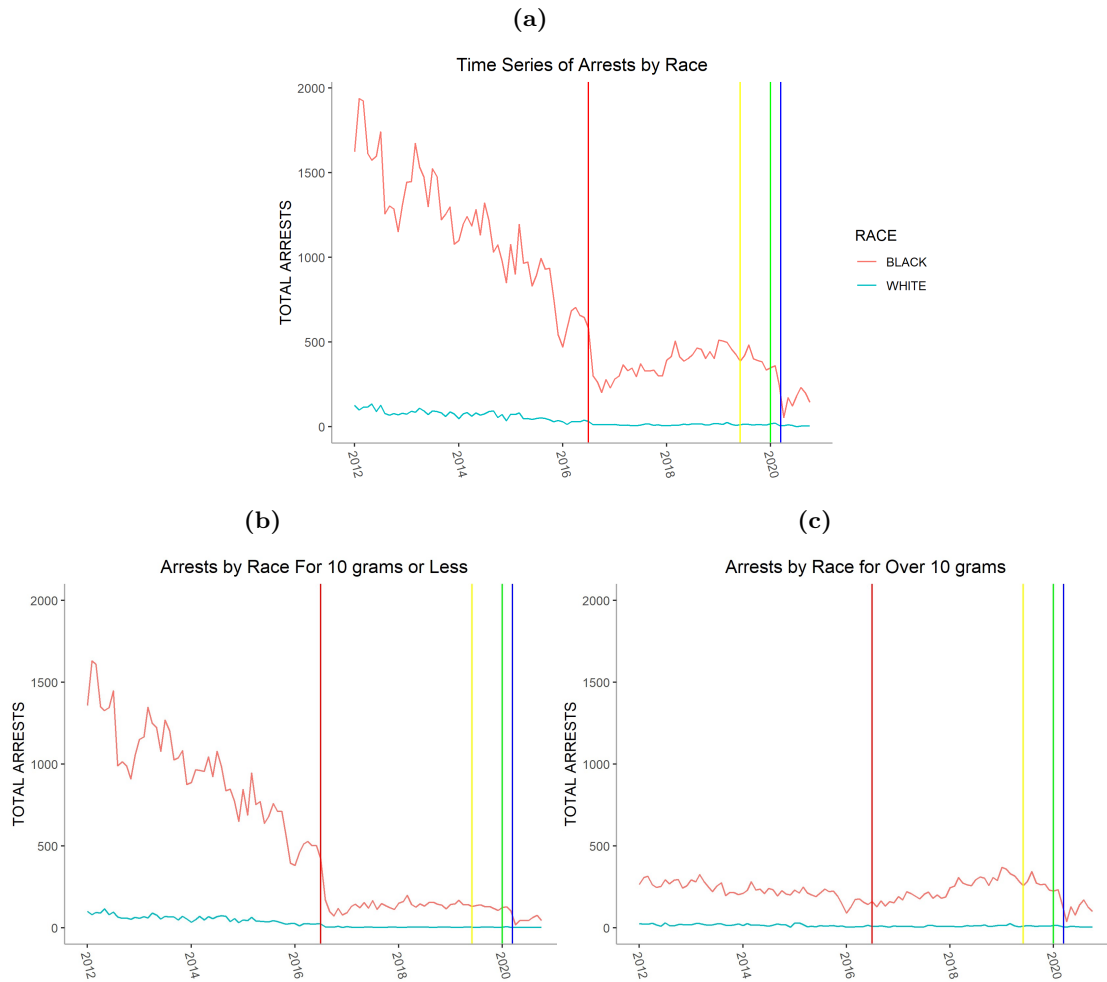 (a)
Time Series of Arrests by Race
2000
1500
1000
500
0
TOTAL ARRESTS
2012
2014
2016
2018
2020
RACE
BLACK
WHITE
(b)
Arrests by Race For 10 grams or Less
2000
1500
1000
500
0
TOTAL ARRESTS
2012
2014
2016
2018
2020
(c)
Arrests by Race for Over 10 grams
2000
1500
1000
500
0
TOTAL ARRESTS
2012
2014
2016
2018
2020